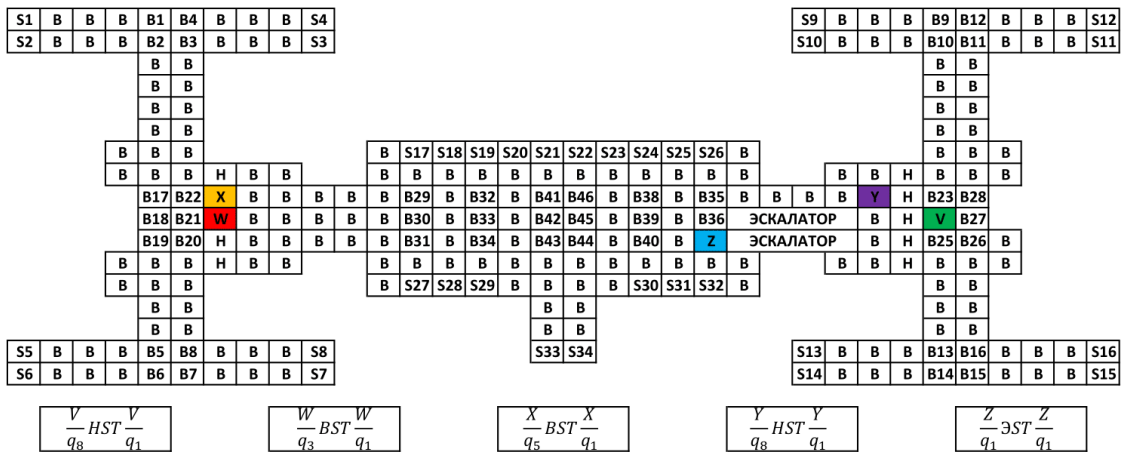 S1 B B B B1 B4 B B B S4 S9 B B B B9 B12 B B B S12
S2 B B B B2 B3 B B B S3 S10 B B B B10 B11 B B B S11
B B B B
B B B B
B B B B
B B B B
B B B B S17 S18 S19 S20 S21 S22 S23 S24 S25 S26 B B B B
B B B H B B B B B B B B B B B B B B B B H B B B
B17 B22 X B B B B B B29 B B32 B B41 B46 B B38 B B35 B B B B Y H B23 B28
B18 B21 W B B B B B B30 B B33 B B42 B45 B B39 B B36 ЭСКАЛАТОР B H V B27
B19 B20 H B B B B B B31 B B34 B B43 B44 B B40 B Z ЭСКАЛАТОР B H B25 B26 B
B B B H B B B B B B B B B B B B B B B B H B B B
B B B B S27 S28 S29 B B B B S30 S31 S32 B B B
B B B B B B
B B B B B B
S5 B B B B5 B8 B B B S8 S33 S34 S13 B B B B13 B16 B B B S16
S6 B B B B6 B7 B B B S7 S14 B B B B14 B15 B B B S15
V/q8 HST V/q1
W/q3 BST W/q1
X/q5 BST X/q1
Y/q8 HST Y/q1
Z/q1 ЭST Z/q1